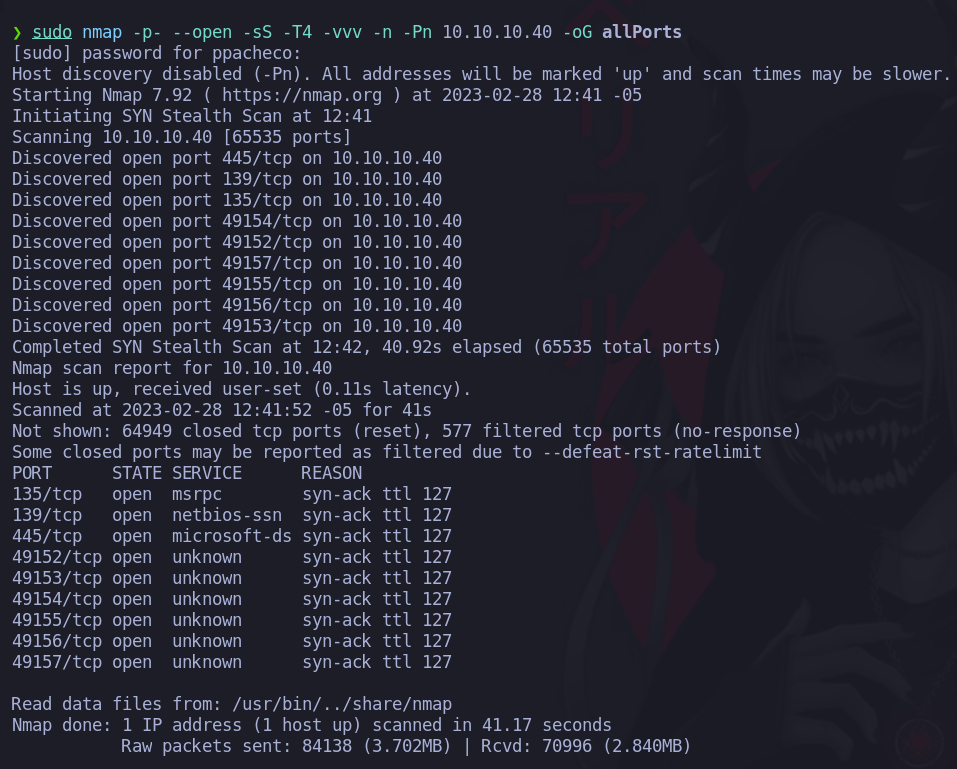 ❯ sudo nmap -p- --open -sS -T4 -vvv -n -Pn 10.10.10.40 -oG allPorts
[sudo] password for ppacheco:
Host discovery disabled (-Pn). All addresses will be marked 'up' and scan times may be slower.
Starting Nmap 7.92 ( https://nmap.org ) at 2023-02-28 12:41 -05
Initiating SYN Stealth Scan at 12:41
Scanning 10.10.10.40 [65535 ports]
Discovered open port 445/tcp on 10.10.10.40
Discovered open port 139/tcp on 10.10.10.40
Discovered open port 135/tcp on 10.10.10.40
Discovered open port 49154/tcp on 10.10.10.40
Discovered open port 49152/tcp on 10.10.10.40
Discovered open port 49157/tcp on 10.10.10.40
Discovered open port 49155/tcp on 10.10.10.40
Discovered open port 49156/tcp on 10.10.10.40
Discovered open port 49153/tcp on 10.10.10.40
Completed SYN Stealth Scan at 12:42, 40.92s elapsed (65535 total ports)
Nmap scan report for 10.10.10.40
Host is up, received user-set (0.11s latency).
Scanned at 2023-02-28 12:41:52 -05 for 41s
Not shown: 64949 closed tcp ports (reset), 577 filtered tcp ports (no-response)
Some closed ports may be reported as filtered due to --defeat-rst-ratelimit
PORT      STATE SERVICE      REASON
135/tcp   open  msrpc        syn-ack ttl 127
139/tcp   open  netbios-ssn  syn-ack ttl 127
445/tcp   open  microsoft-ds syn-ack ttl 127
49152/tcp open  unknown      syn-ack ttl 127
49153/tcp open  unknown      syn-ack ttl 127
49154/tcp open  unknown      syn-ack ttl 127
49155/tcp open  unknown      syn-ack ttl 127
49156/tcp open  unknown      syn-ack ttl 127
49157/tcp open  unknown      syn-ack ttl 127
Read data files from: /usr/bin/../share/nmap
Nmap done: 1 IP address (1 host up) scanned in 41.17 seconds
           Raw packets sent: 84138 (3.702MB) | Rcvd: 70996 (2.840MB)